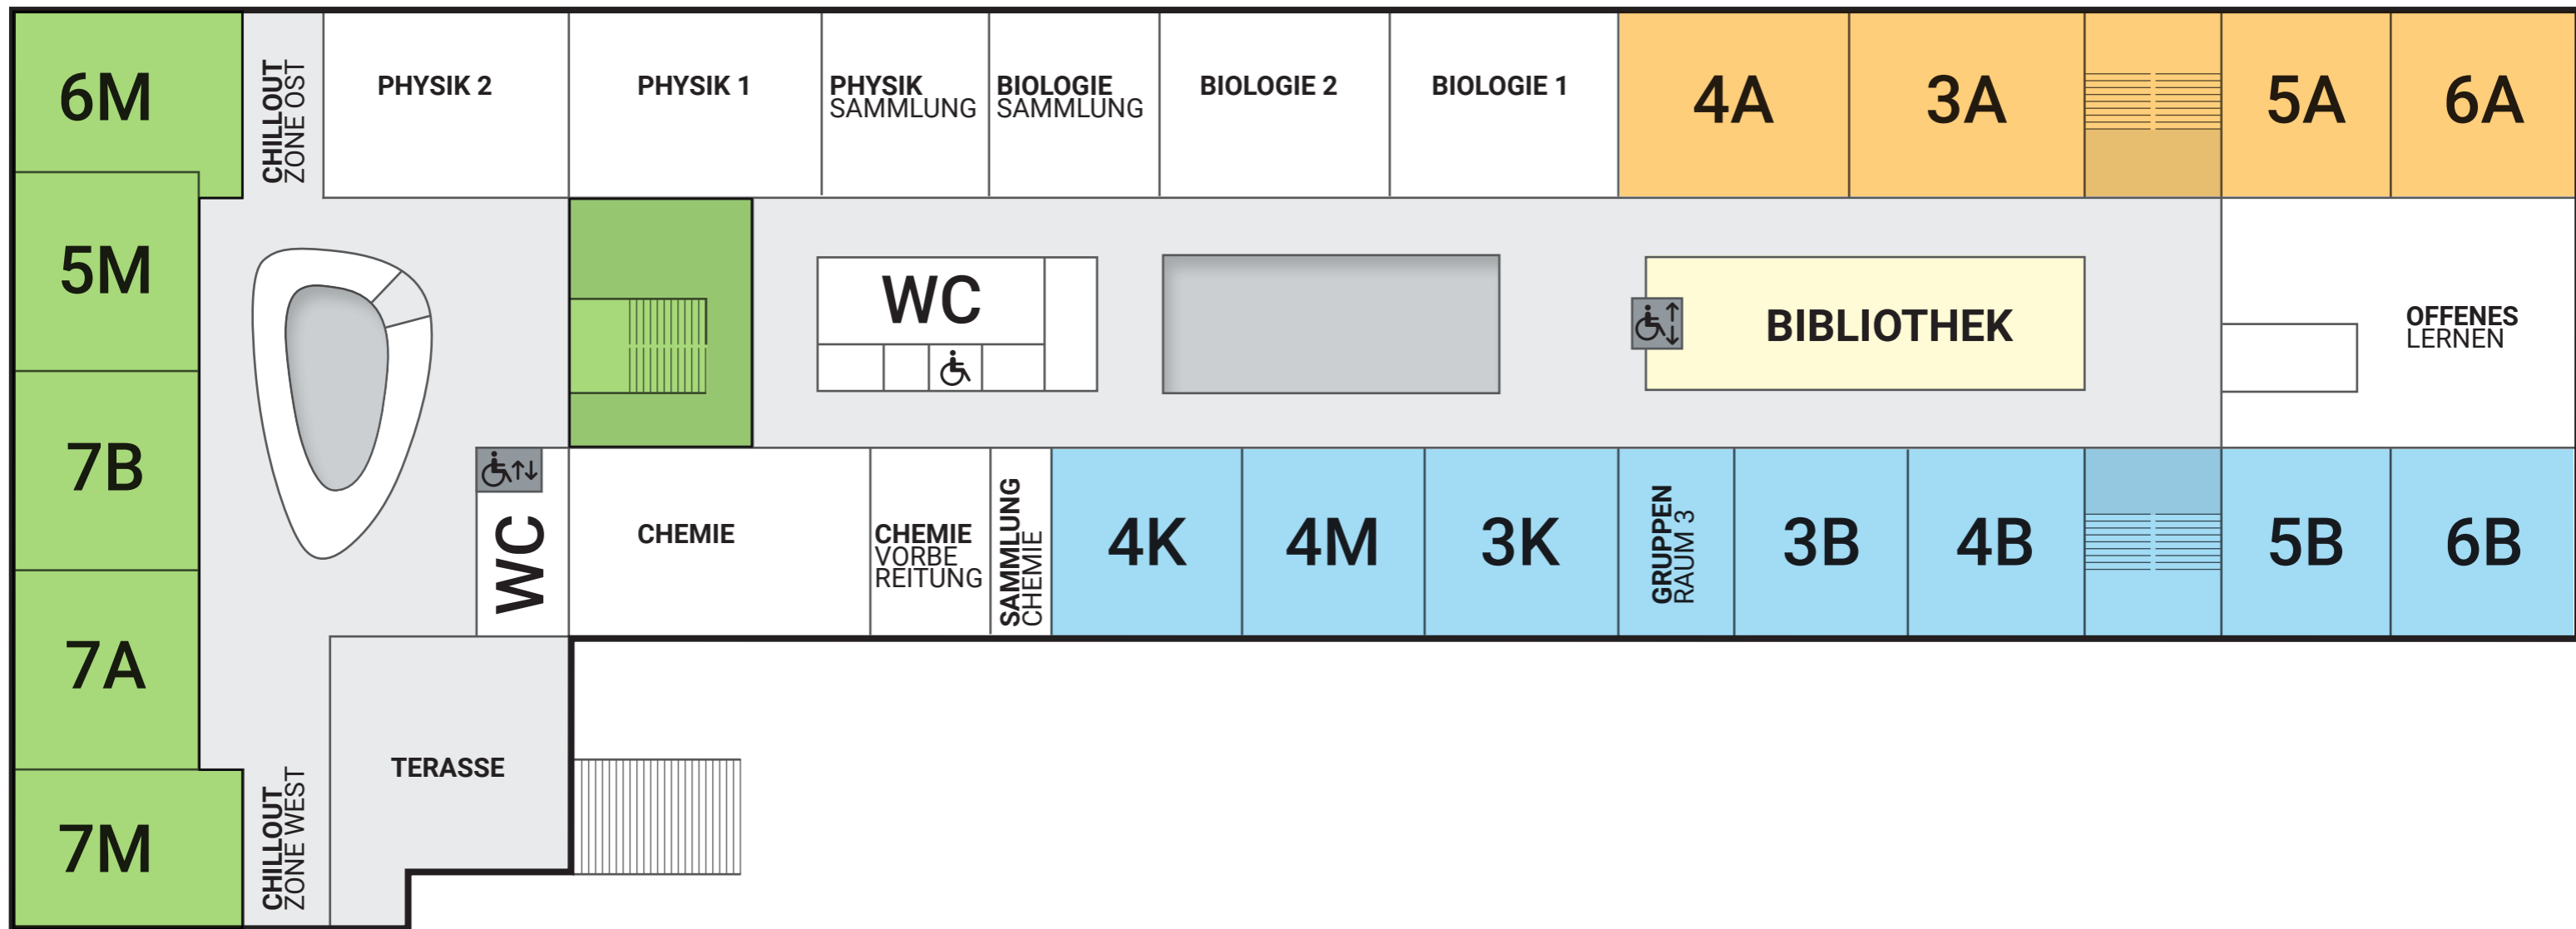 6M
CHILLOUT
ZONE OST
PHYSIK 2
PHYSIK 1
PHYSIK
SAMMLUNG
BIOLOGIE
SAMMLUNG
BIOLOGIE 2
BIOLOGIE 1
4A
3A
5A
6A
5M
WC
BIBLIOTHEK
OFFENES
LERNEN
7B
WC
CHEMIE
CHEMIE
VORBE
REITUNG
SAMMLUNG
CHEMIE
4K
4M
3K
GRUPPEN
RAUM 3
3B
4B
5B
6B
7A
TERASSE
7M
CHILLOUT
ZONE WEST